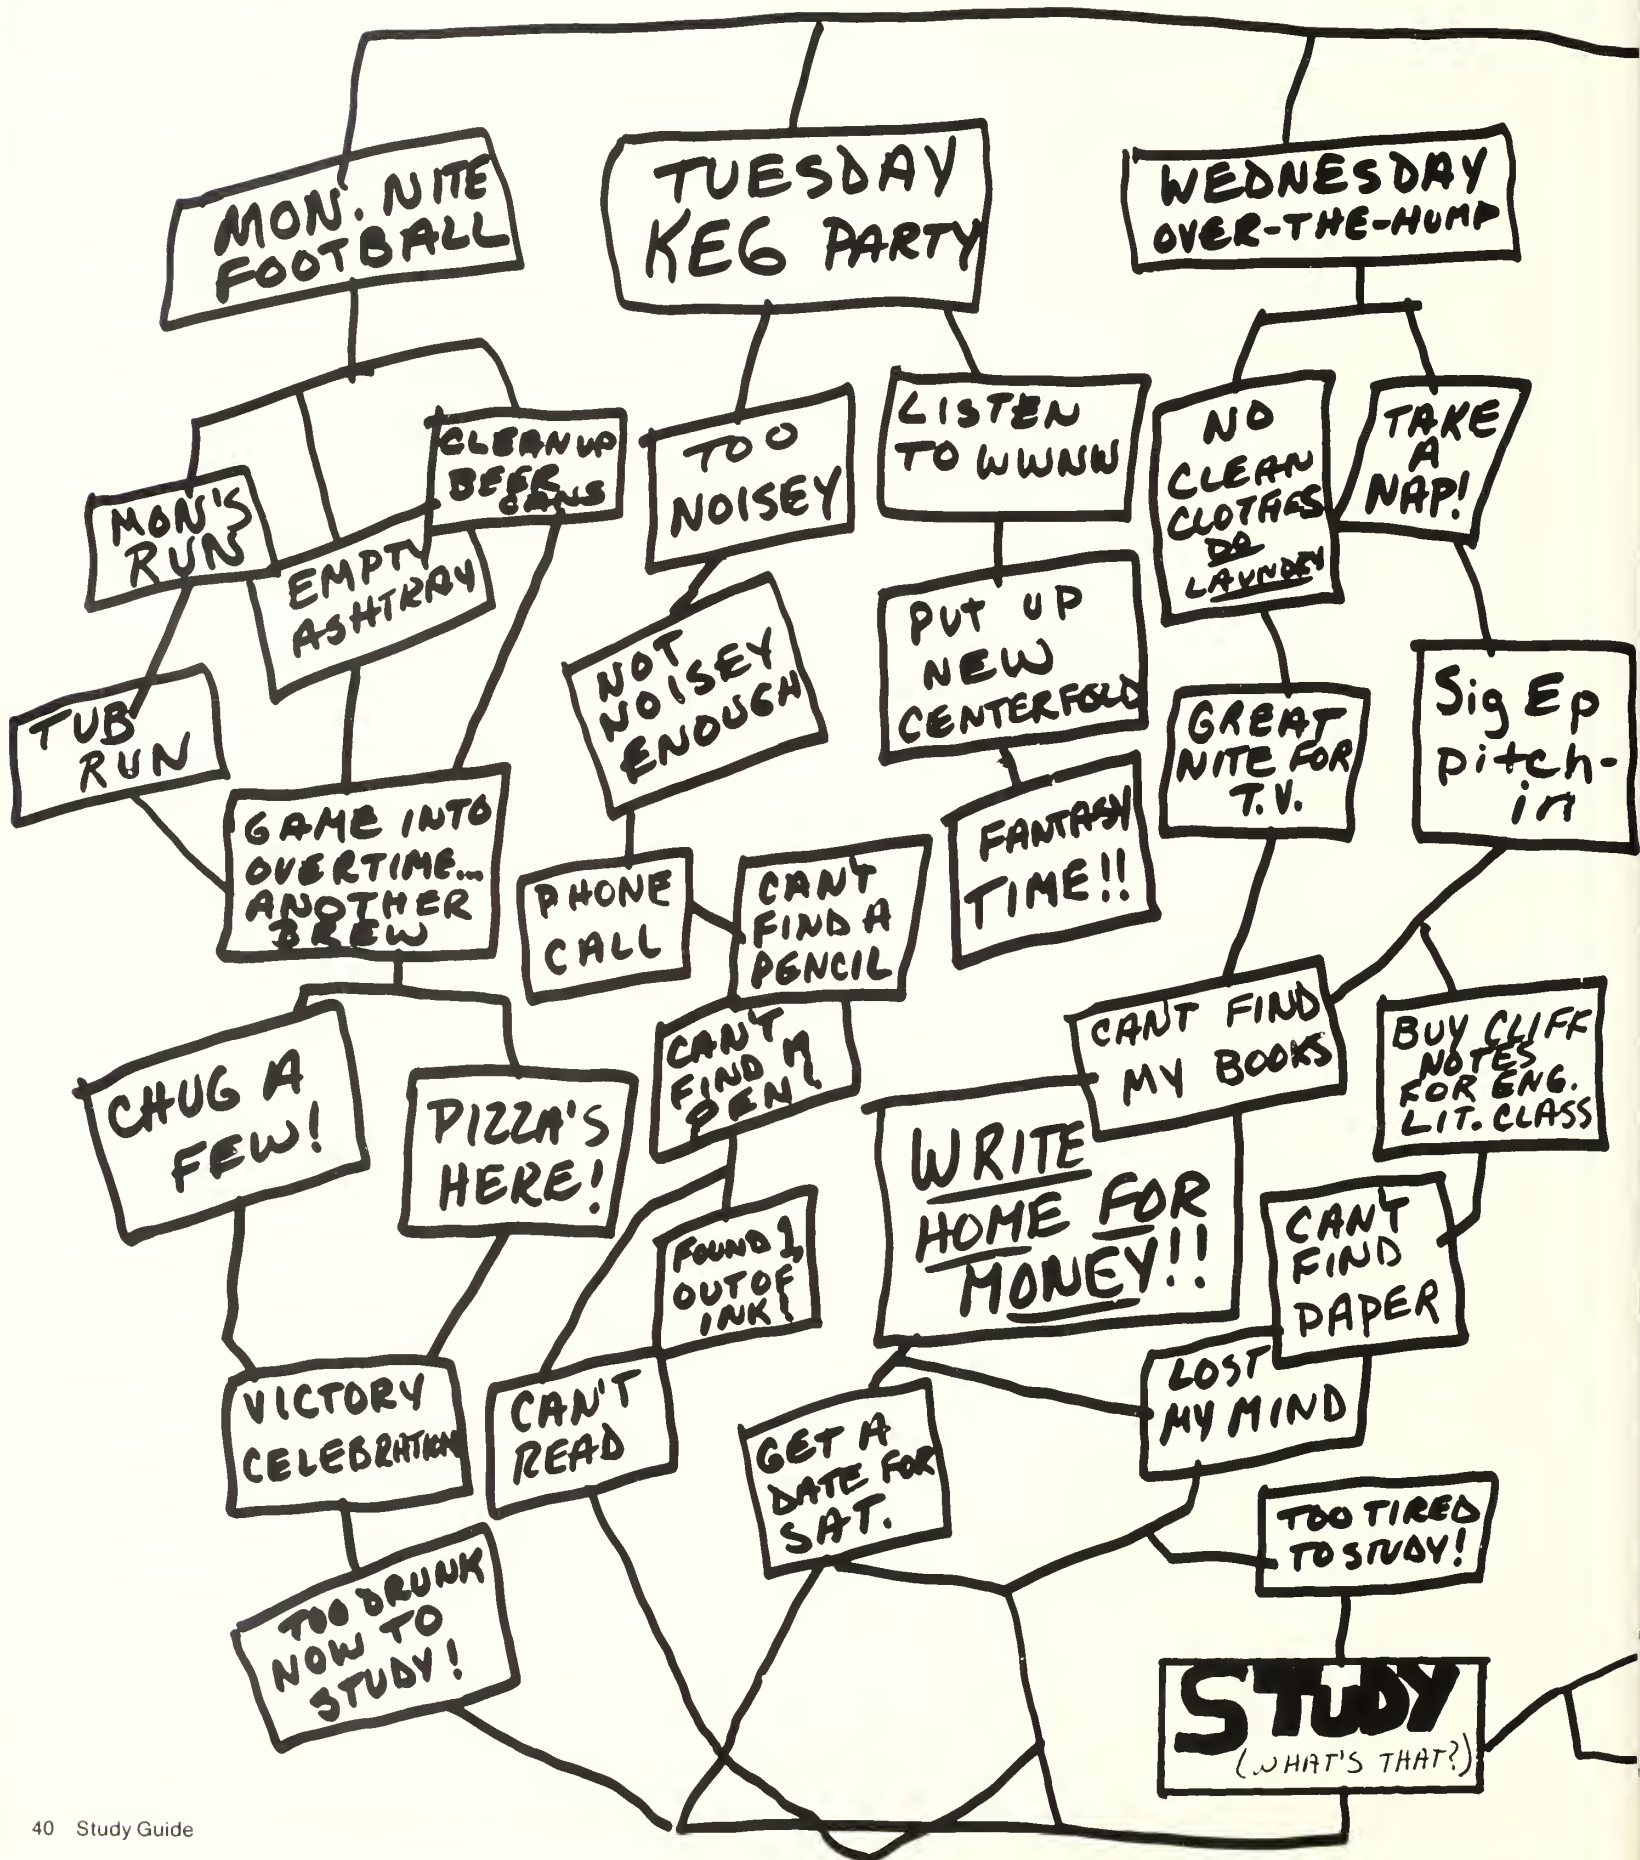 MON. NITE
FOOTBALL
TUESDAY
KEG PARTY
WEDNESDAY
OVER-THE-HUMP
MON'S
RUN
EMPTY
ASHTRAY
CLEAN UP
BEER
CANS
TOO
NOISEY
LISTEN
TO WWNW
NO
CLEAN
CLOTHES
DO
LAUNDRY
TAKE
A
NAP!
TUB
RUN
NOT
NOISEY
ENOUGH
PUT UP
NEW
CENTERFOLD
GREAT
NITE FOR
T.V.
Sig Ep
pitch-
in
GAME INTO
OVERTIME...
ANOTHER
BREW
PHONE
CALL
CAN'T
FIND A
PENCIL
FANTASY
TIME!!
CHUG A
FEW!
PIZZA'S
HERE!
CAN'T
FIND A
PEN!
CANT FIND
MY BOOKS
BUY CLIFF
NOTES
FOR ENG.
LIT. CLASS
WRITE
HOME FOR
MONEY!!
FOUND 1,
OUT OF
INK!
CAN'T
FIND
PAPER
VICTORY
CELEBRATION
CAN'T
READ
GET A
DATE FOR
SAT.
LOST
MY MIND
TOO TIRED
TO STUDY!
TOO DRUNK
NOW TO
STUDY!
STUDY
(WHAT'S THAT?)
40 Study Guide